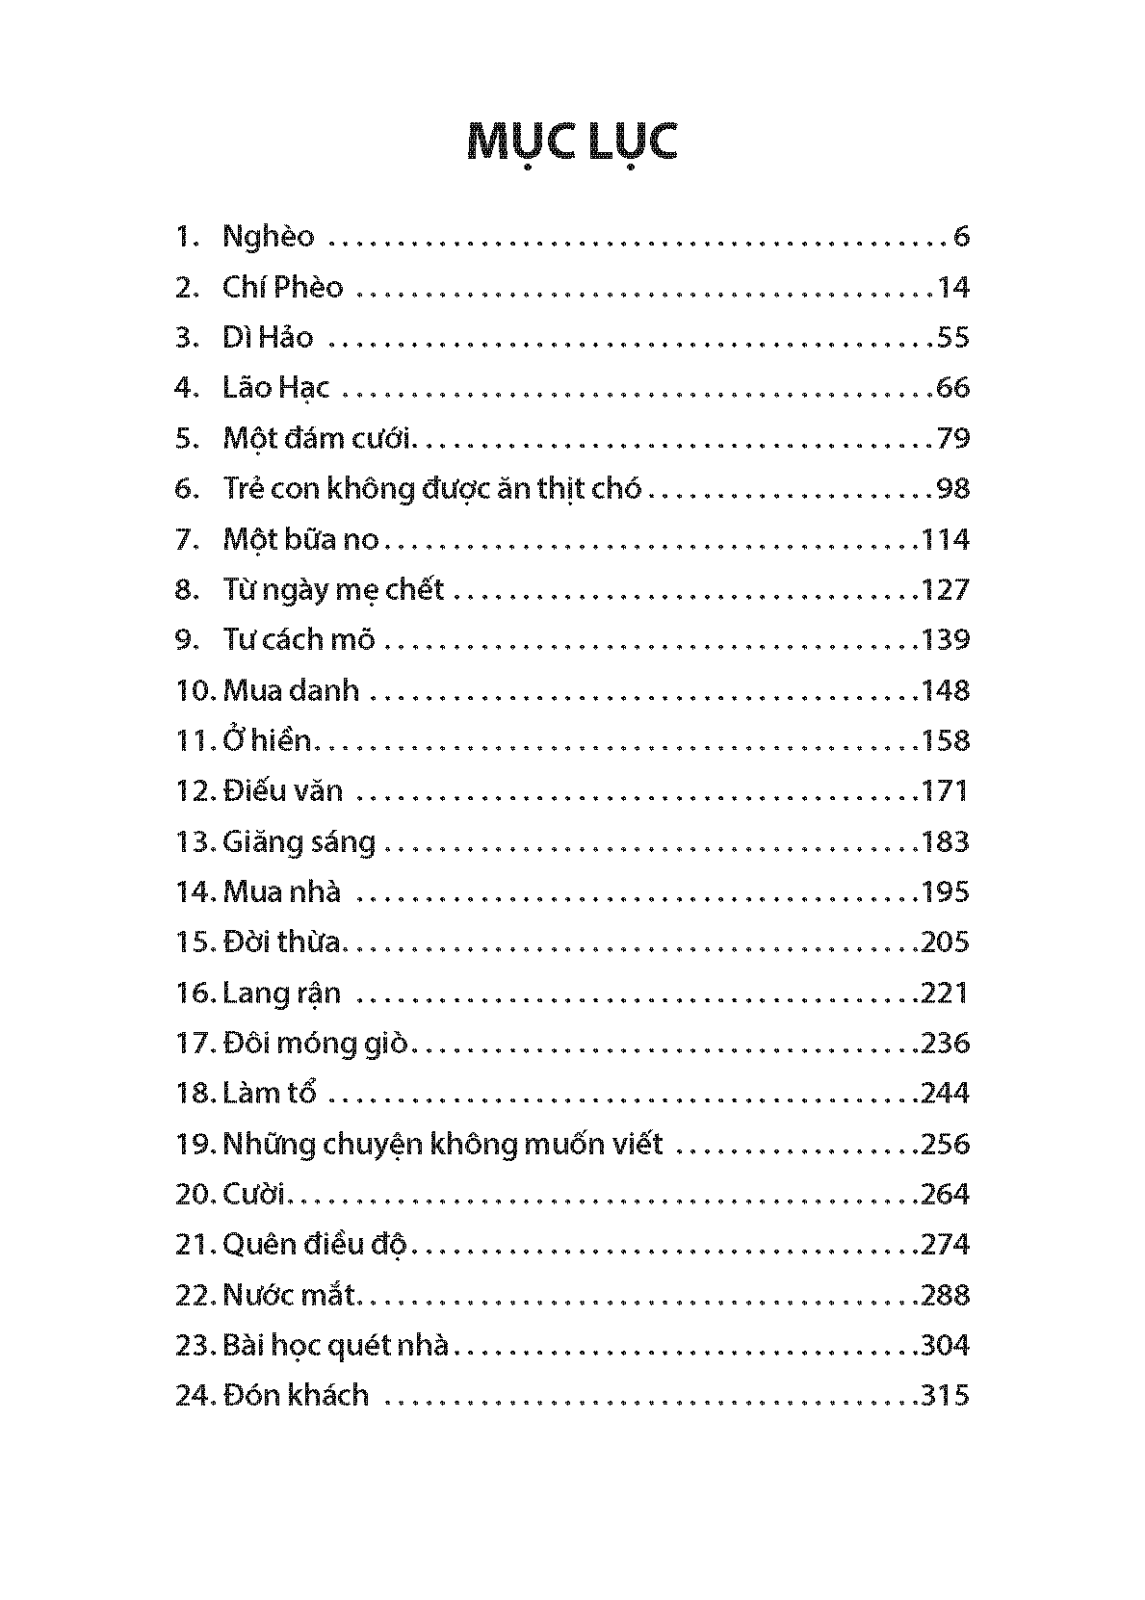 MỤC LỤC
1. Nghèo . . . . . . . . . . . . . . . . . . . . . . . . . . . . . . . . . . . . . . . . . . . . . 6
2. Chí Phèo . . . . . . . . . . . . . . . . . . . . . . . . . . . . . . . . . . . . . . . . . . 14
3. Dì Hảo . . . . . . . . . . . . . . . . . . . . . . . . . . . . . . . . . . . . . . . . . . . . 55
4. Lão Hạc . . . . . . . . . . . . . . . . . . . . . . . . . . . . . . . . . . . . . . . . . . . 66
5. Một đám cưới. . . . . . . . . . . . . . . . . . . . . . . . . . . . . . . . . . . . . . 79
6. Trẻ con không được ăn thịt chó . . . . . . . . . . . . . . . . . . . . . 98
7. Một bữa no . . . . . . . . . . . . . . . . . . . . . . . . . . . . . . . . . . . . . . . 114
8. Từ ngày mẹ chết . . . . . . . . . . . . . . . . . . . . . . . . . . . . . . . . . . 127
9. Tư cách mõ . . . . . . . . . . . . . . . . . . . . . . . . . . . . . . . . . . . . . . . 139
10. Mua danh . . . . . . . . . . . . . . . . . . . . . . . . . . . . . . . . . . . . . . . . 148
11. Ở hiền. . . . . . . . . . . . . . . . . . . . . . . . . . . . . . . . . . . . . . . . . . . . 158
12. Điếu văn . . . . . . . . . . . . . . . . . . . . . . . . . . . . . . . . . . . . . . . . . 171
13. Giăng sáng . . . . . . . . . . . . . . . . . . . . . . . . . . . . . . . . . . . . . . . 183
14. Mua nhà . . . . . . . . . . . . . . . . . . . . . . . . . . . . . . . . . . . . . . . . . 195
15. Đời thừa. . . . . . . . . . . . . . . . . . . . . . . . . . . . . . . . . . . . . . . . . . 205
16. Lang rận . . . . . . . . . . . . . . . . . . . . . . . . . . . . . . . . . . . . . . . . . 221
17. Đôi móng giò. . . . . . . . . . . . . . . . . . . . . . . . . . . . . . . . . . . . . 236
18. Làm tổ . . . . . . . . . . . . . . . . . . . . . . . . . . . . . . . . . . . . . . . . . . . 244
19. Những chuyện không muốn viết . . . . . . . . . . . . . . . . . . 256
20. Cười. . . . . . . . . . . . . . . . . . . . . . . . . . . . . . . . . . . . . . . . . . . . . . 264
21. Quên điều độ. . . . . . . . . . . . . . . . . . . . . . . . . . . . . . . . . . . . . 274
22. Nước mắt. . . . . . . . . . . . . . . . . . . . . . . . . . . . . . . . . . . . . . . . . 288
23. Bài học quét nhà . . . . . . . . . . . . . . . . . . . . . . . . . . . . . . . . . . 304
24. Đón khách . . . . . . . . . . . . . . . . . . . . . . . . . . . . . . . . . . . . . . . 315